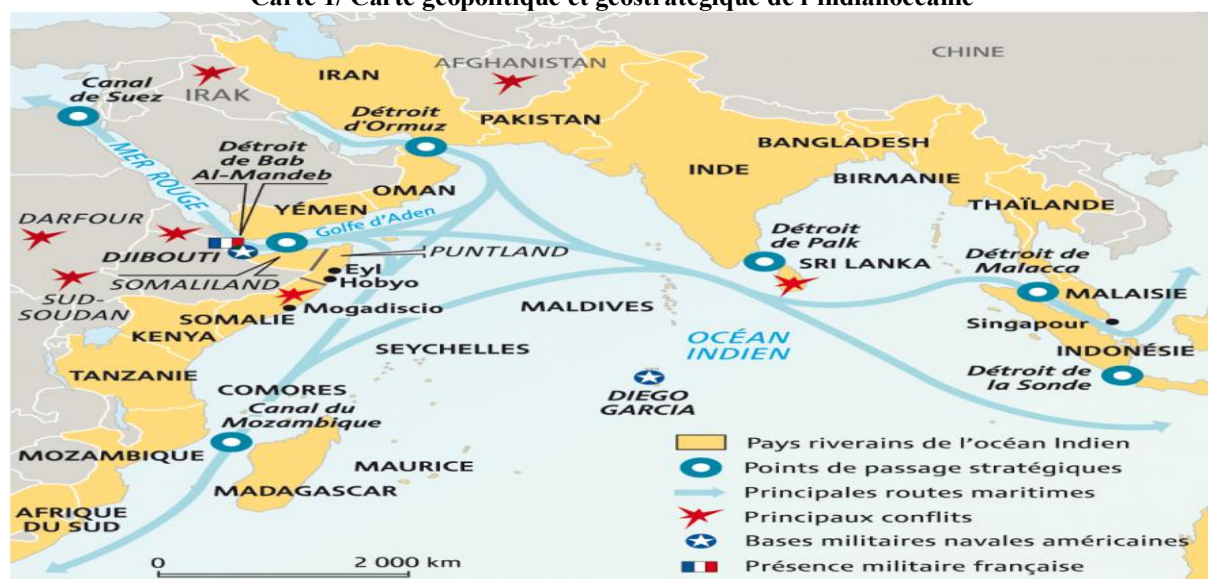 Carte 1/ Carte géopolitique et géostratégique de l'Indianocéanie
CHINE
AFGHANISTAN
IRAN
IRAK
Canal
de Suez
Détroit
d'Ormuz
PAKISTAN
BANGLADESH
INDE
BIRMANIE
THAÏLANDE
MER ROUGE
Détroit
de Bab
Al-Mandeb
OMAN
YÉMEN
Golfe d'Aden
DARFOUR
DJIBOUTI
PUNTLAND
SOMALILAND
Eyl
Hobyo
SUD-
SOUDAN
Mogadiscio
SOMALIE
KENYA
Détroit
de Palk
SRI LANKA
Détroit de
Malacca
MALAISIE
Singapour
MALDIVES
OCÉAN
INDIEN
INDONÉSIE
Détroit de
la Sonde
SEYCHELLES
TANZANIE
COMORES
DIEGO
GARCIA
Canal du
Mozambique
MOZAMBIQUE
MAURICE
MADAGASCAR
AFRIQUE
DU SUD
Pays riverains de l'océan Indien
Points de passage stratégiques
Principales routes maritimes
Principaux conflits
Bases militaires navales américaines
Présence militaire française
0 2 000 km